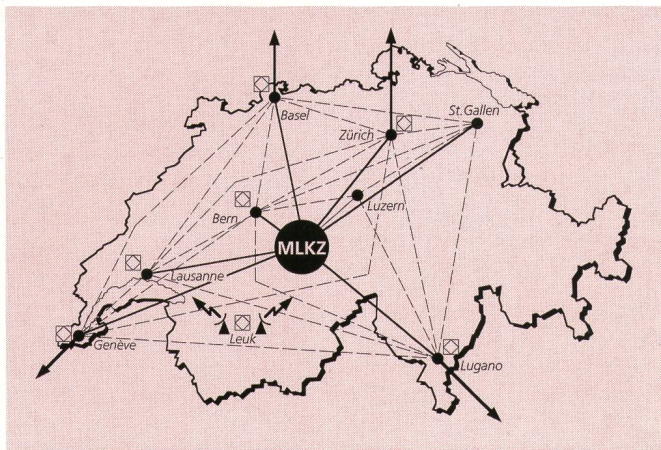 Basel
Zürich
St.Gallen
Bern
Luzern
MLKZ
Lausanne
Leuk
Genève
Lugano